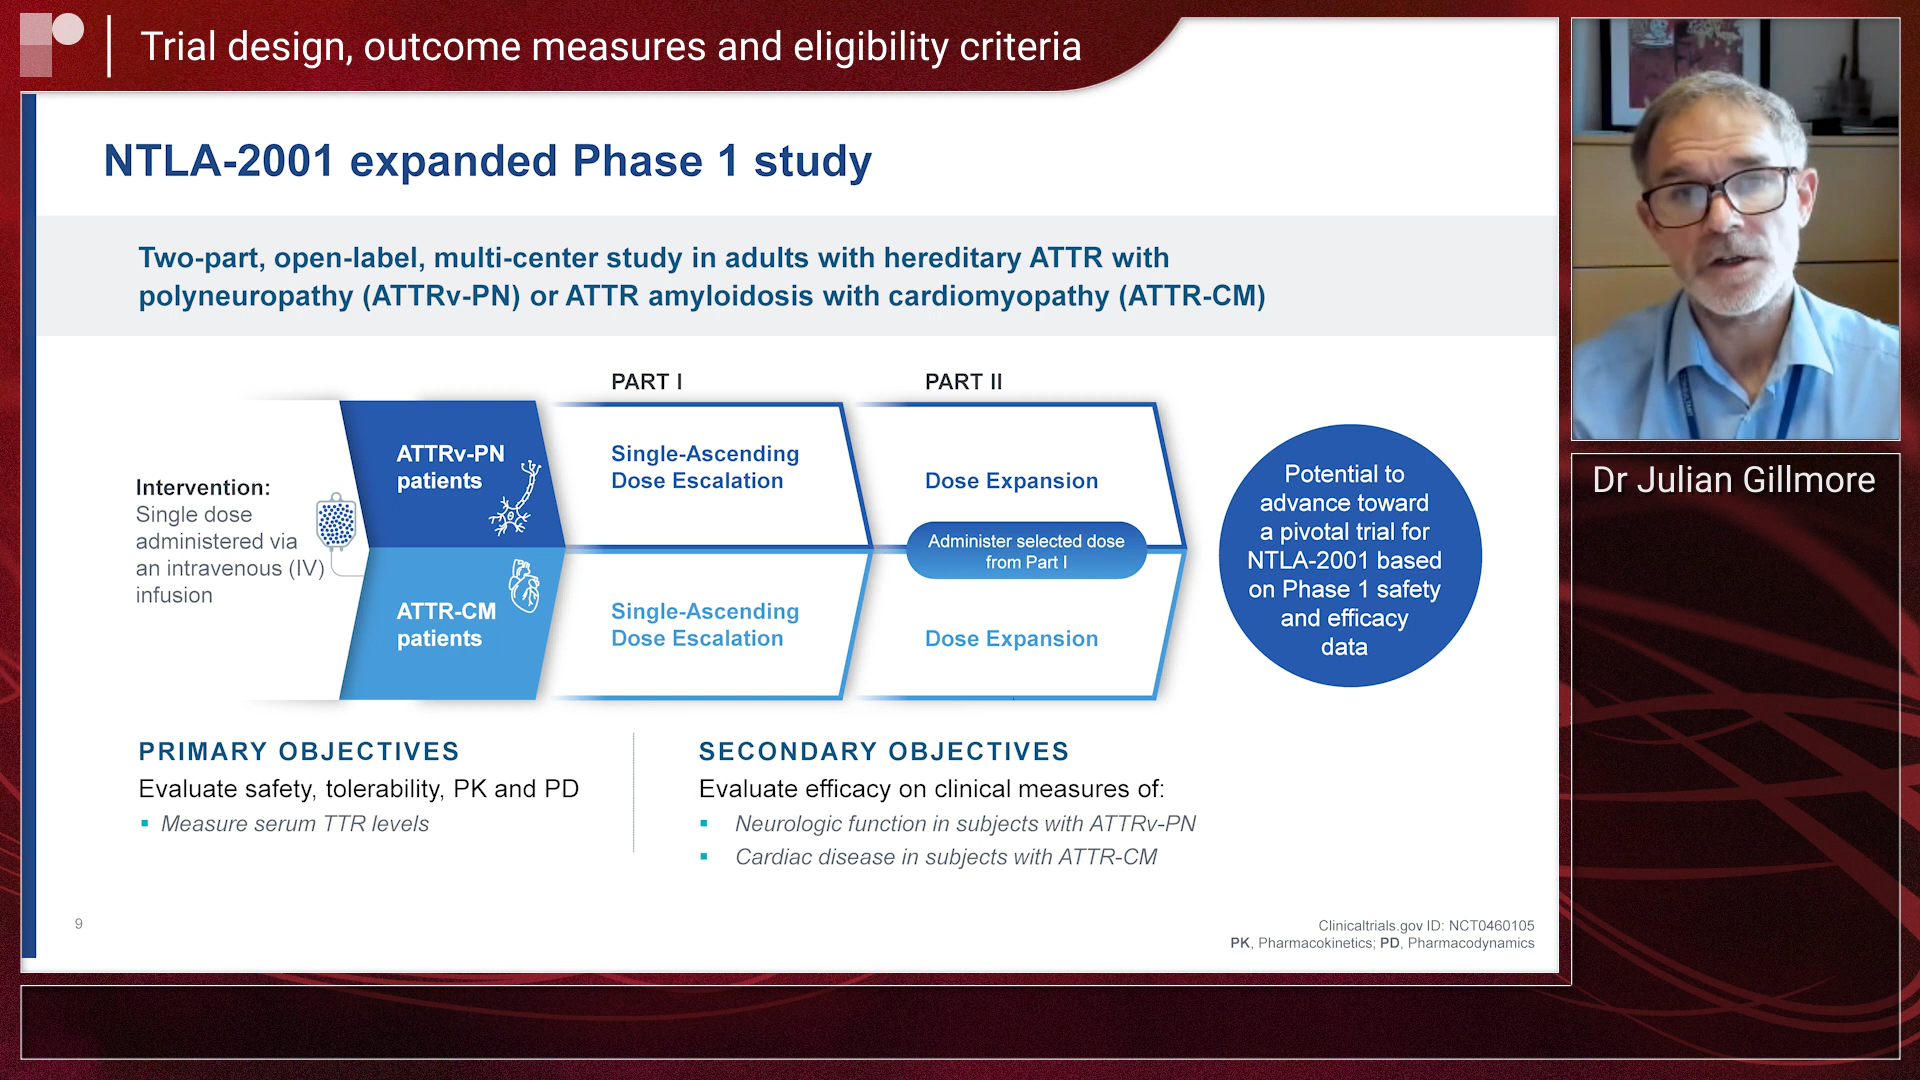 Trial design, outcome measures and eligibility criteria
NTLA-2001 expanded Phase 1 study
Two-part, open-label, multi-center study in adults with hereditary ATTR with
polyneuropathy (ATTRv-PN) or ATTR amyloidosis with cardiomyopathy (ATTR-CM)
PART I
PART II
Intervention:
Single dose
administered via
an intravenous (IV)
infusion
ATTRv-PN
patients
Single-Ascending
Dose Escalation
Dose Expansion
Administer selected dose
from Part I
ATTR-CM
patients
Single-Ascending
Dose Escalation
Dose Expansion
Potential to
advance toward
a pivotal trial for
NTLA-2001 based
on Phase 1 safety
and efficacy
data
PRIMARY OBJECTIVES
Evaluate safety, tolerability, PK and PD
▪ Measure serum TTR levels
SECONDARY OBJECTIVES
Evaluate efficacy on clinical measures of:
▪ Neurologic function in subjects with ATTRv-PN
▪ Cardiac disease in subjects with ATTR-CM
9
Clinicaltrials.gov ID: NCT0460105
PK, Pharmacokinetics; PD, Pharmacodynamics
Dr Julian Gillmore